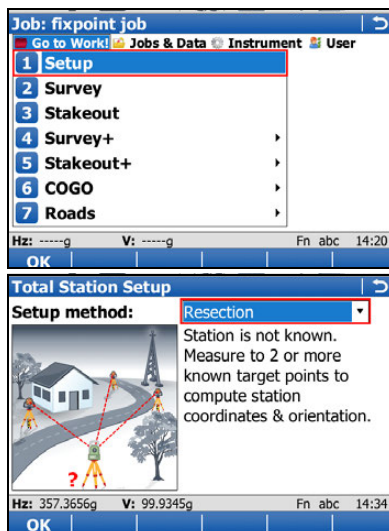 Job: fixpoint job
Go to Work! Jobs & Data Instrument User
1 Setup
2 Survey
3 Stakeout
4 Survey+
5 Stakeout+
6 COGO
7 Roads
Hz: -----g V: -----g Fn abc 14:20
OK
Total Station Setup
Setup method: Resection
Station is not known.
Measure to 2 or more
known target points to
compute station
coordinates & orientation.
?
Hz: 357.3656g V: 99.9345g Fn abc 14:34
OK